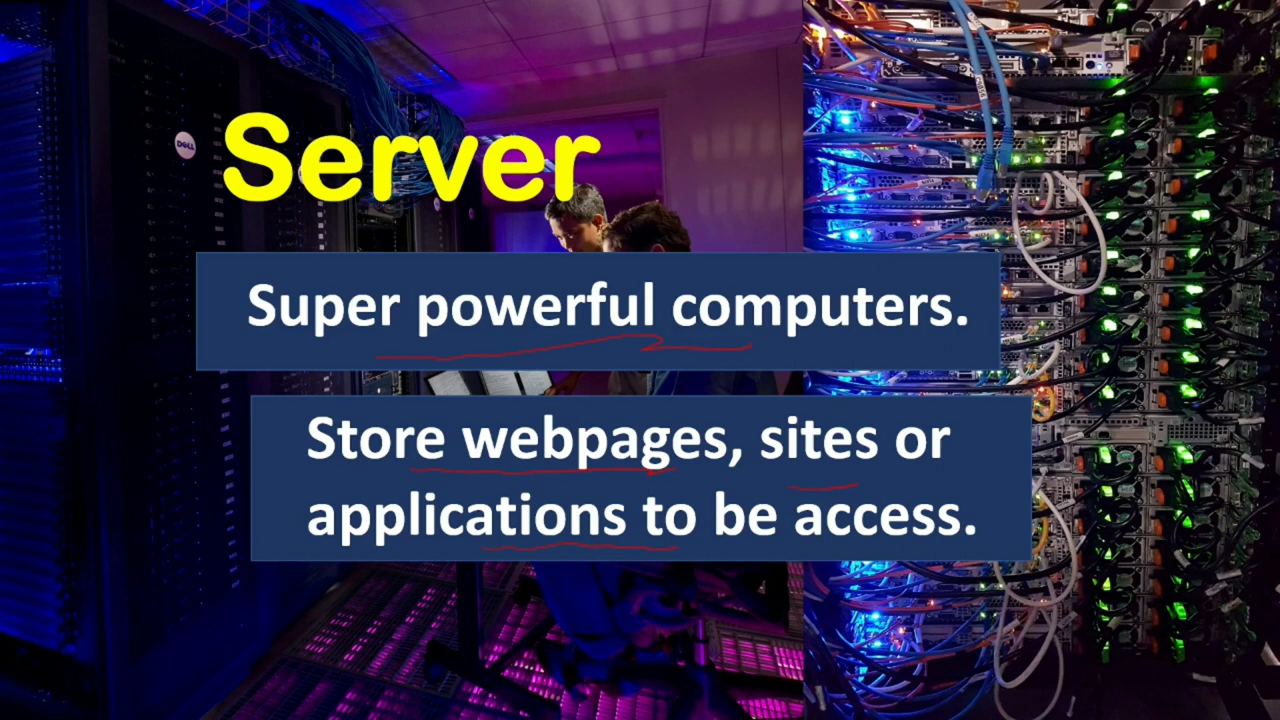 DELL
Server
Super powerful computers.
Store webpages, sites or
applications to be access.